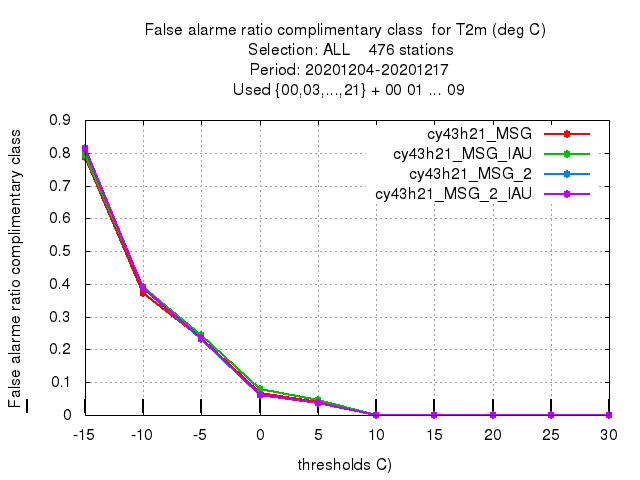 False alarme ratio complimentary class  for T2m (deg C)
Selection: ALL    476 stations
Period: 20201204-20201217
Used {00,03,...,21} + 00 01 ... 09
cy43h21_MSG
cy43h21_MSG_IAU
cy43h21_MSG_2
cy43h21_MSG_2_IAU
False alarme ratio complimentary class
0.9
0.8
0.7
0.6
0.5
0.4
0.3
0.2
0.1
0
-15 -10 -5 0 5 10 15 20 25 30
thresholds C)